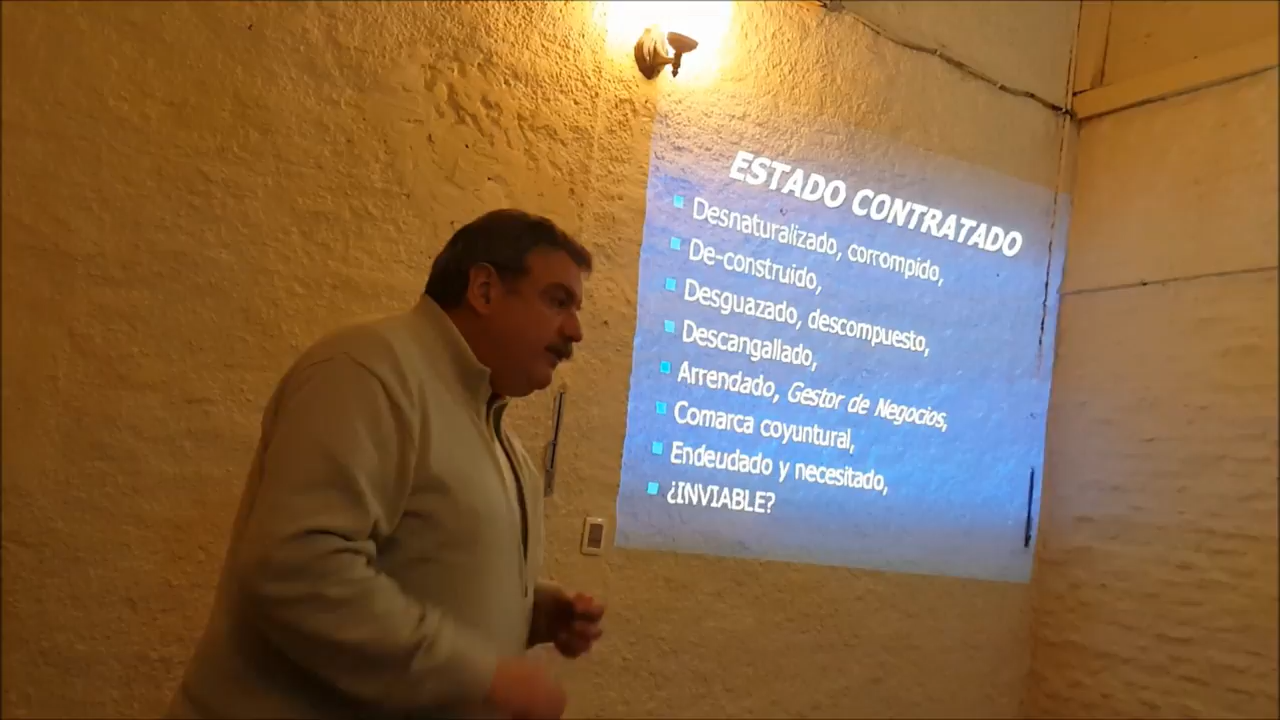 ESTADO CONTRATADO
Desnaturalizado, corrompido,
De-construido,
Desguazado, descompuesto,
Descangallado,
Arrendado, Gestor de Negocios,
Comarca coyuntural,
Endeudado y necesitado,
¿INVIABLE?